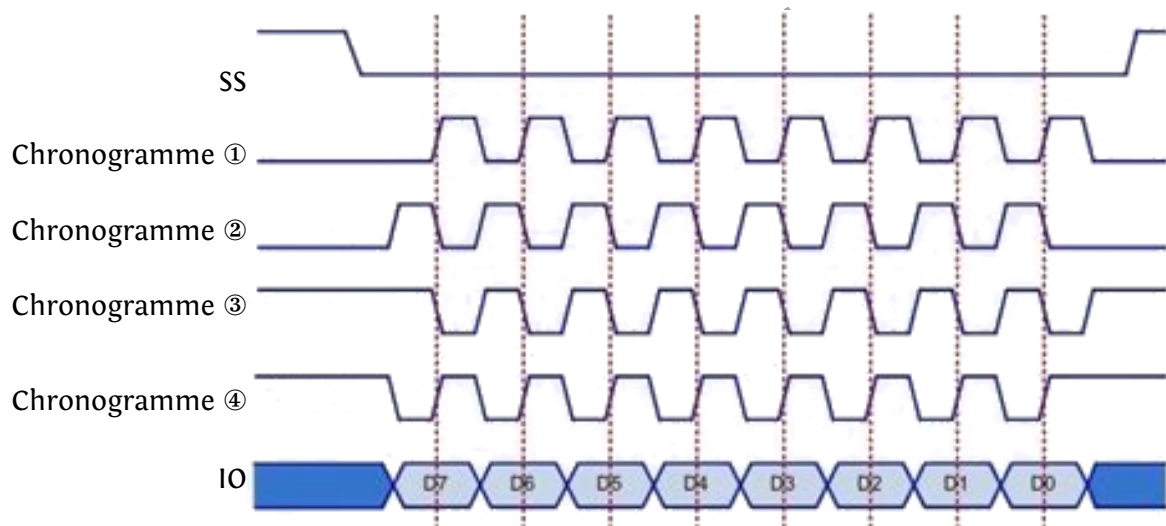 SS
Chronogramme ①
Chronogramme ②
Chronogramme ③
Chronogramme ④
IO D7 D6 D5 D4 D3 D2 D1 D0